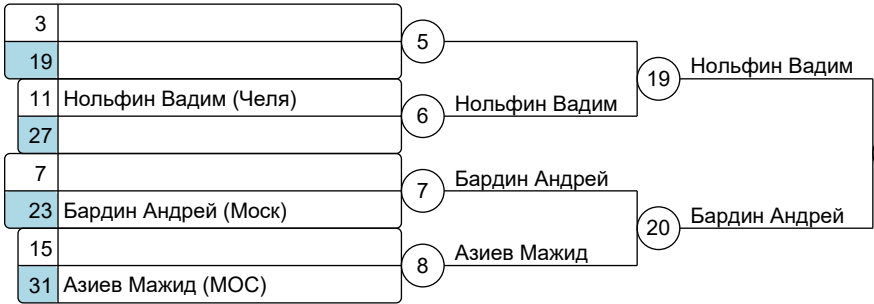 3
5
19
19
Нольфин Вадим
11 Нольфин Вадим (Челя)
6
Нольфин Вадим
27
7
7
Бардин Андрей
23 Бардин Андрей (Моск)
20
Бардин Андрей
15
8
Азиев Мажид
31 Азиев Мажид (МОС)